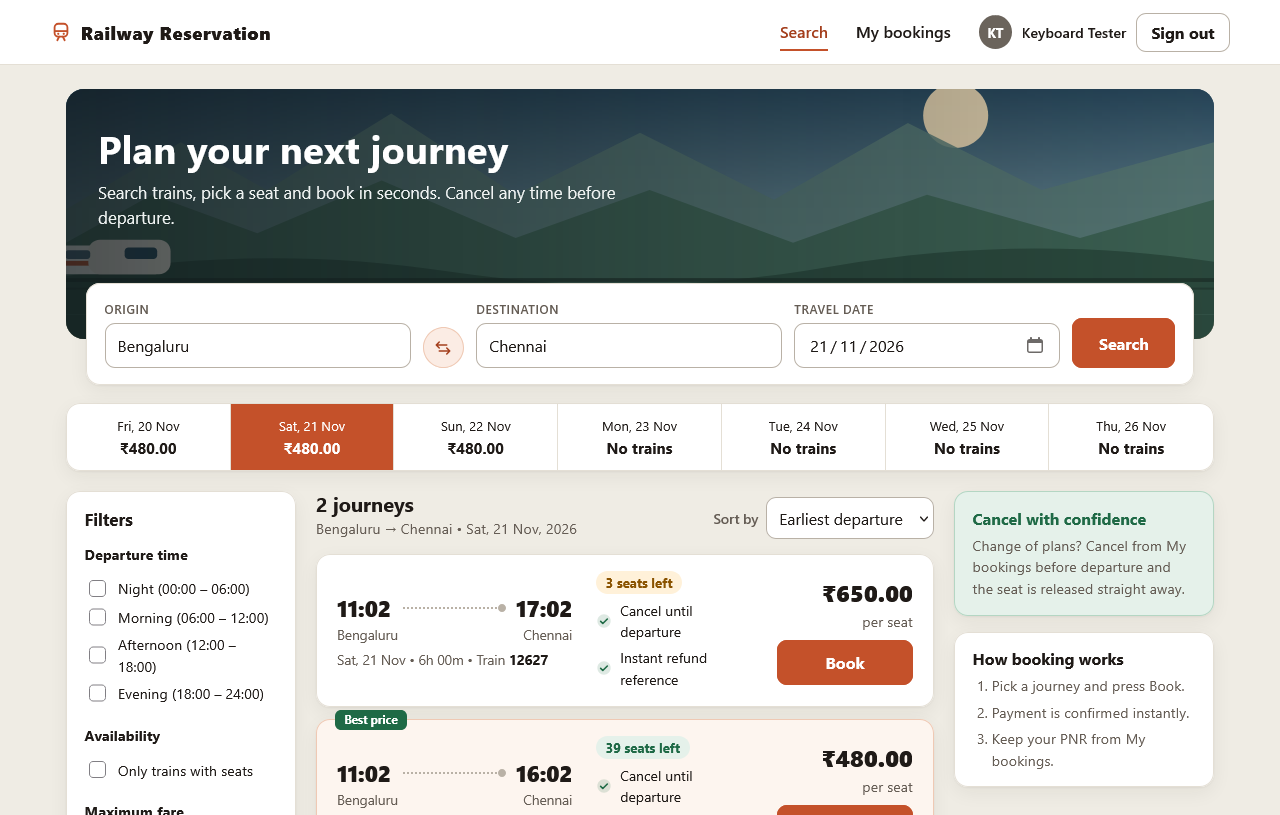 Railway Reservation
Search
My bookings
KT
Keyboard Tester
Sign out
Plan your next journey
Search trains, pick a seat and book in seconds. Cancel any time before
departure.
ORIGIN
DESTINATION
TRAVEL DATE
Bengaluru
Chennai
21/11/2026
Search
Fri, 20 Nov
₹480.00
Sat, 21 Nov
₹480.00
Sun, 22 Nov
₹480.00
Mon, 23 Nov
No trains
Tue, 24 Nov
No trains
Wed, 25 Nov
No trains
Thu, 26 Nov
No trains
Filters
Departure time
Night (00:00 – 06:00)
Morning (06:00 – 12:00)
Afternoon (12:00 –
18:00)
Evening (18:00 – 24:00)
Availability
Only trains with seats
Maximum fare
2 journeys
Bengaluru → Chennai • Sat, 21 Nov, 2026
Sort by
Earliest departure
11:02
17:02
Bengaluru
Chennai
Sat, 21 Nov • 6h 00m • Train 12627
3 seats left
Cancel until
departure
Instant refund
reference
₹650.00
per seat
Book
Best price
11:02
16:02
Bengaluru
Chennai
39 seats left
Cancel until
departure
₹480.00
per seat
Cancel with confidence
Change of plans? Cancel from My
bookings before departure and
the seat is released straight away.
How booking works
1. Pick a journey and press Book.
2. Payment is confirmed instantly.
3. Keep your PNR from My
bookings.